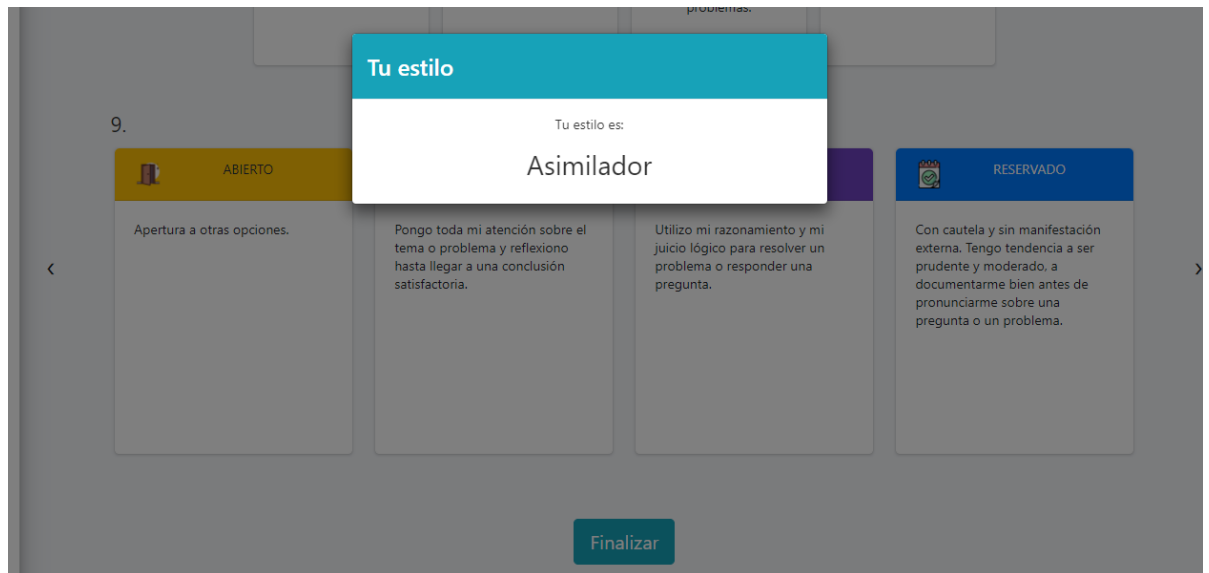 problemas.
Tu estilo
Tu estilo es:
Asimilador
9.
ABIERTO
RESERVADO
Apertura a otras opciones.
Pongo toda mi atención sobre el
tema o problema y reflexiono
hasta llegar a una conclusión
satisfactoria.
Utilizo mi razonamiento y mi
juicio lógico para resolver un
problema o responder una
pregunta.
Con cautela y sin manifestación
externa. Tengo tendencia a ser
prudente y moderado, a
documentarme bien antes de
pronunciarme sobre una
pregunta o un problema.
Finalizar